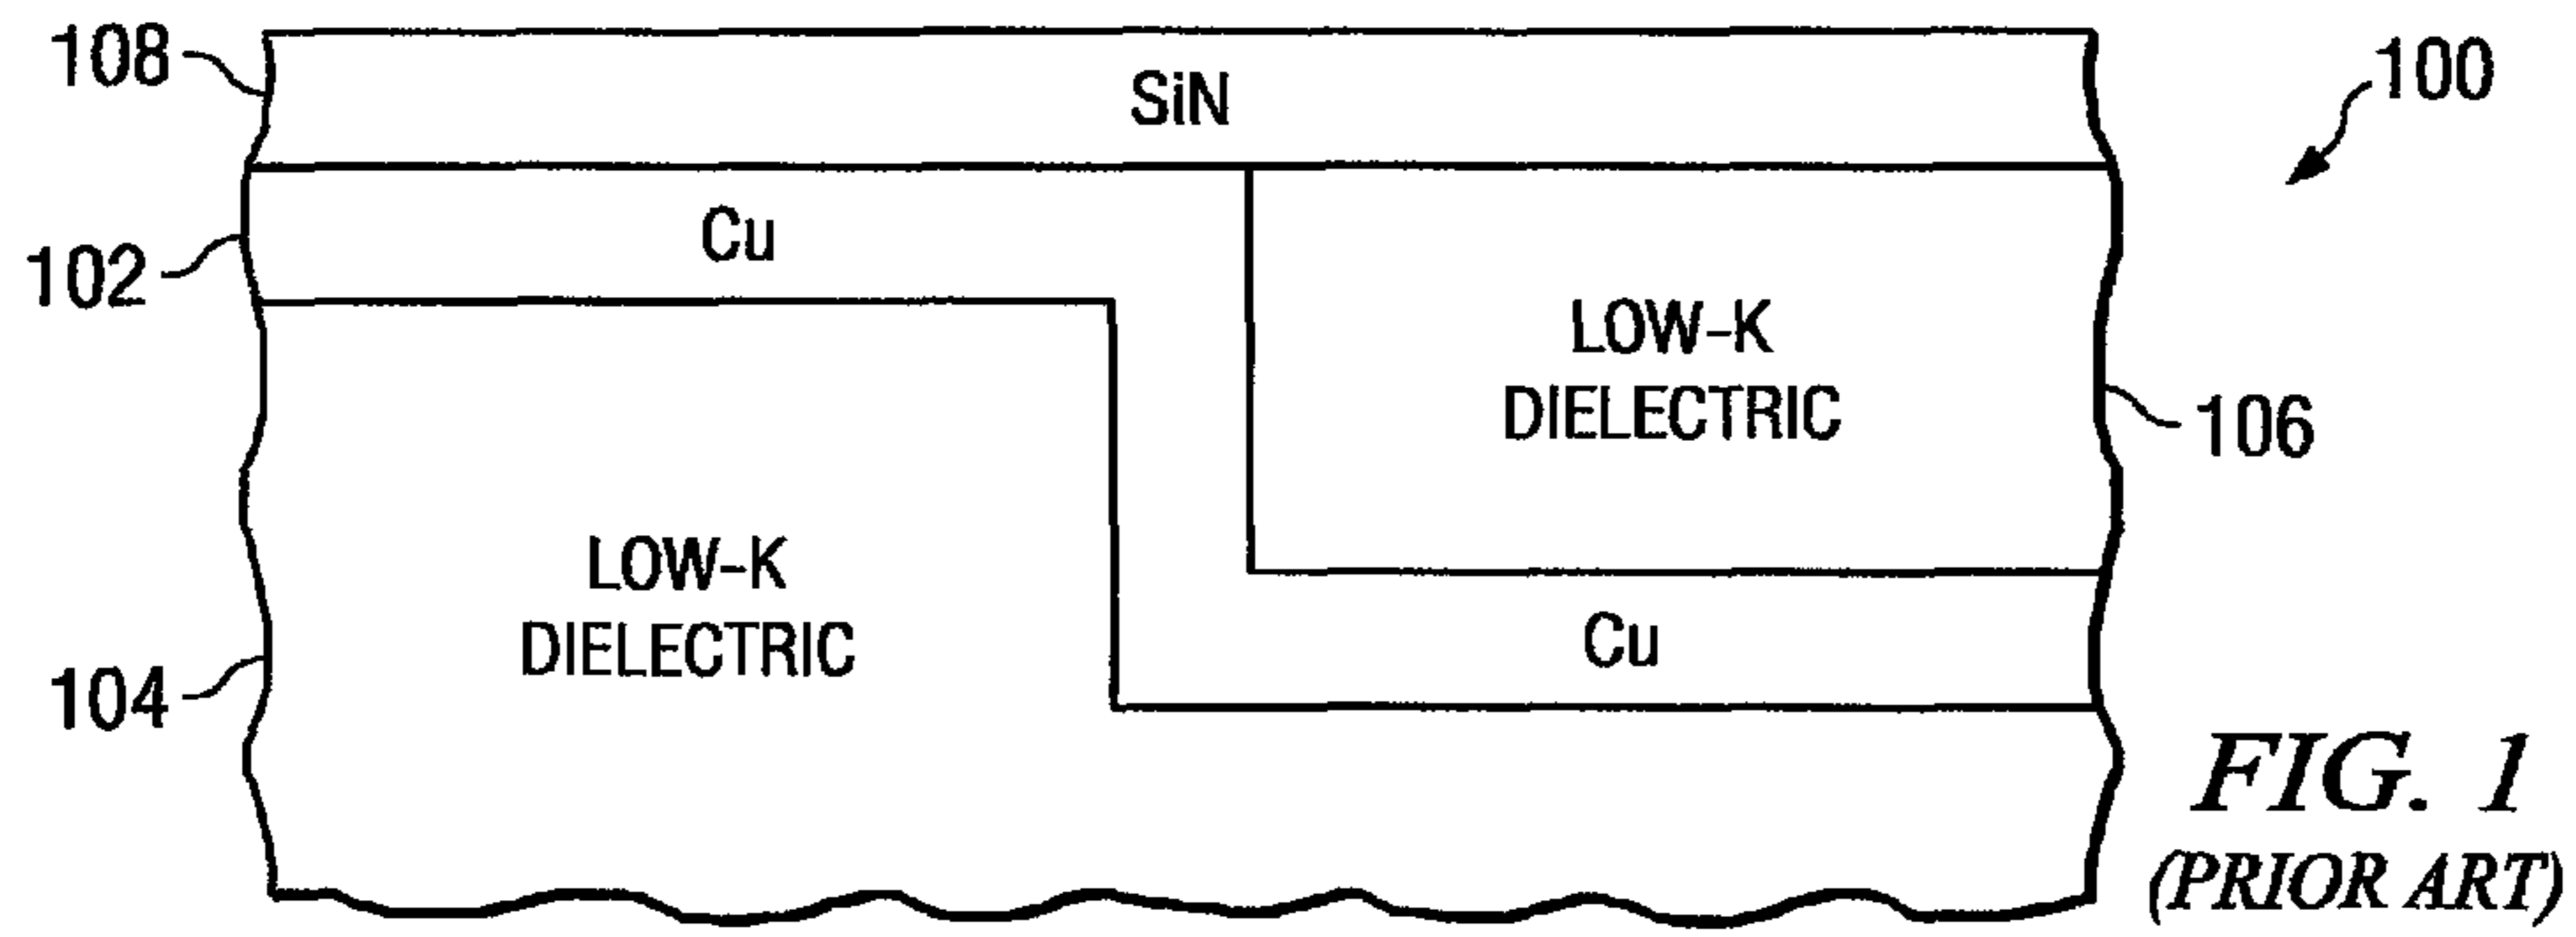 108
SiN
100
Cu
102
LOW-K
DIELECTRIC
106
LOW-K
DIELECTRIC
Cu
104
FIG. 1
(PRIOR ART)